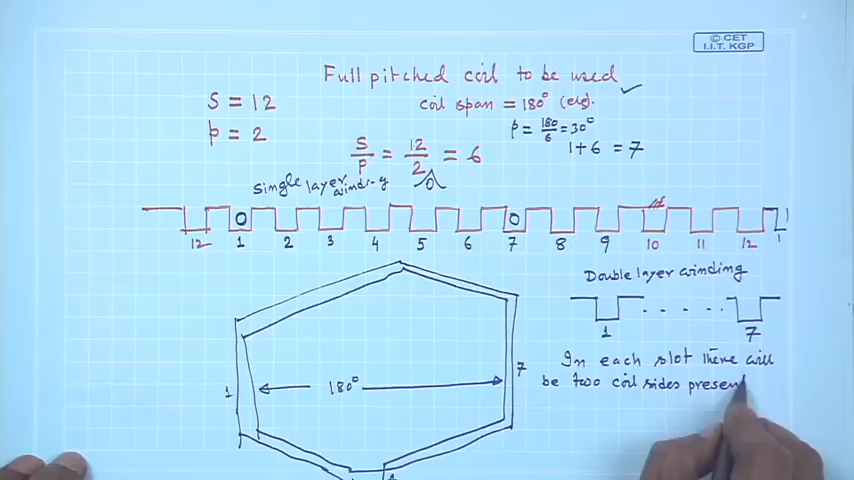 © CET
I.I.T. KGP
Full pitched coil to be used
S = 12
coil span = 180° (ele).
p = 2
β = 180/6 = 30°
S/p = 12/2 = 6
1+6 = 7
Single layer winding
12 1 2 3 4 5 6 7 8 9 10 11 12 1
Double layer winding
1 7
In each slot there will
be two coil sides present
1 180° 7